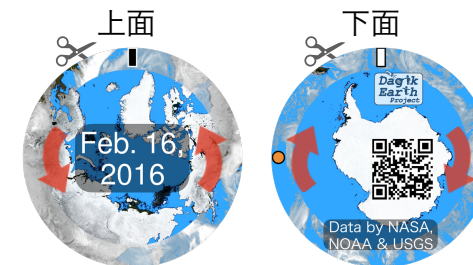 上面
下面
Feb. 16,
2016
Dagik
Earth
Project
Data by NASA,
NOAA & USGS